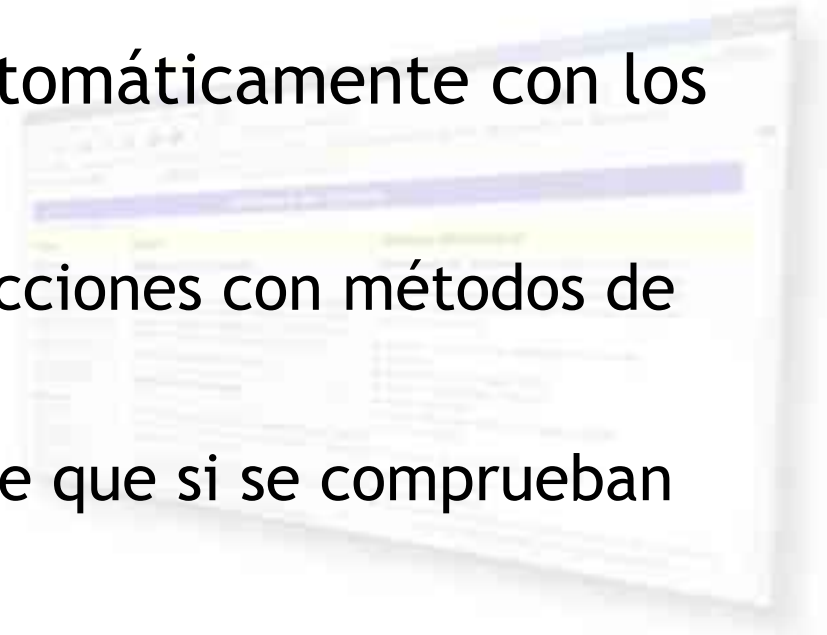 tomáticamente con los
cciones con métodos de
e que si se comprueban